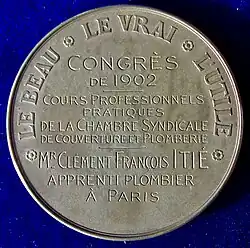 LE BEAU · LE VRAI · L'UTILE
CONGRÈS
DE 1902
COURS PROFESSIONNELS
PRATIQUES
DE LA CHAMBRE SYNDICALE
DE COUVERTURE ET PLOMBERIE
MR CLÉMENT FRANÇOIS ITIÉ
APPRENTI PLOMBIER
À PARIS